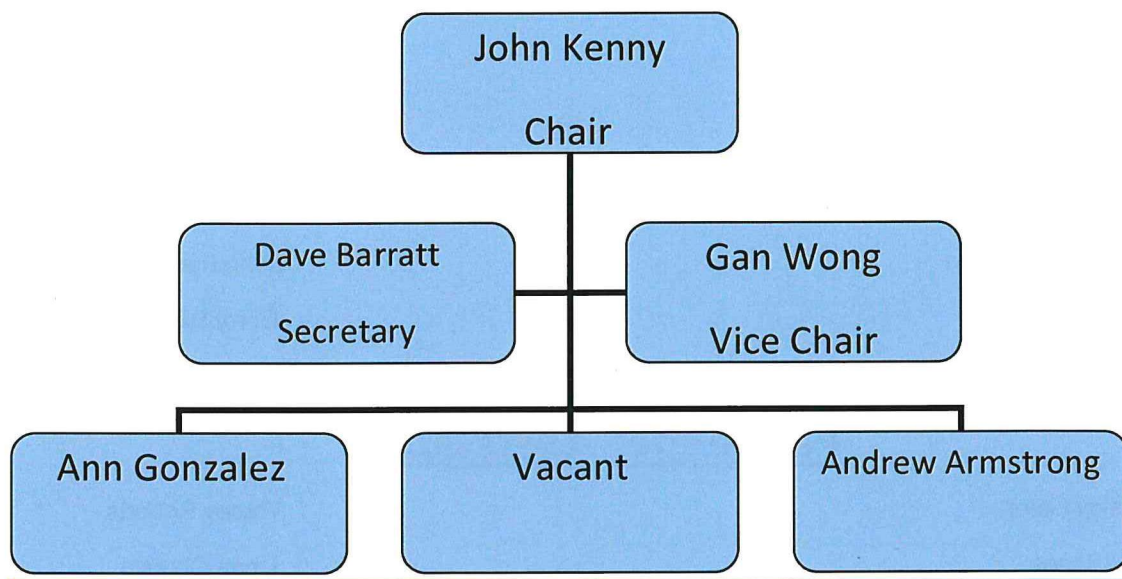 John Kenny
Chair
Dave Barratt
Secretary
Gan Wong
Vice Chair
Ann Gonzalez
Vacant
Andrew Armstrong